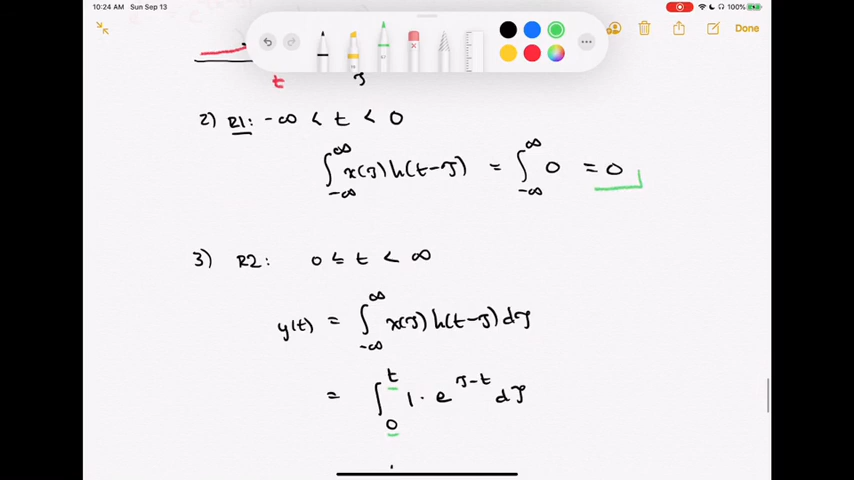 10:24 AM Sun Sep 13
100%
Done
t τ
2) R1: -∞ < t < 0
∫_{-∞}^{∞} x(τ) h(t-τ) = ∫_{-∞}^{∞} 0 = 0
3) R2: 0 ≤ t < ∞
y(t) = ∫_{-∞}^{∞} x(τ) h(t-τ) dτ
= ∫_{0}^{t} 1 · e^{τ-t} dτ